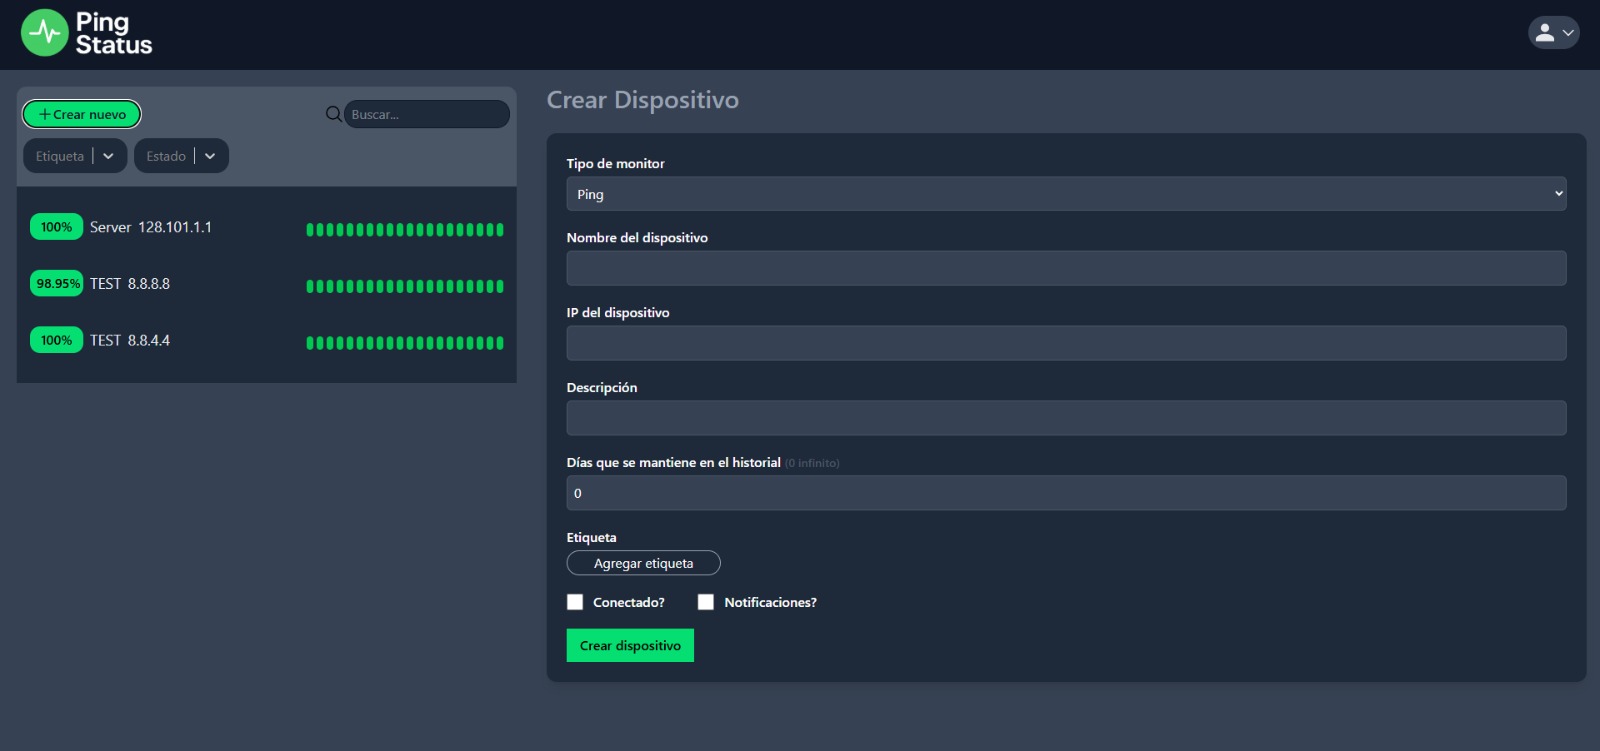 Ping
Status
Crear nuevo
Buscar...
Etiqueta
Estado
100% Server 128.101.1.1
98.95% TEST 8.8.8.8
100% TEST 8.8.4.4
Crear Dispositivo
Tipo de monitor
Ping
Nombre del dispositivo
IP del dispositivo
Descripción
Días que se mantiene en el historial (0 infinito)
0
Etiqueta
Agregar etiqueta
Conectado? Notificaciones?
Crear dispositivo